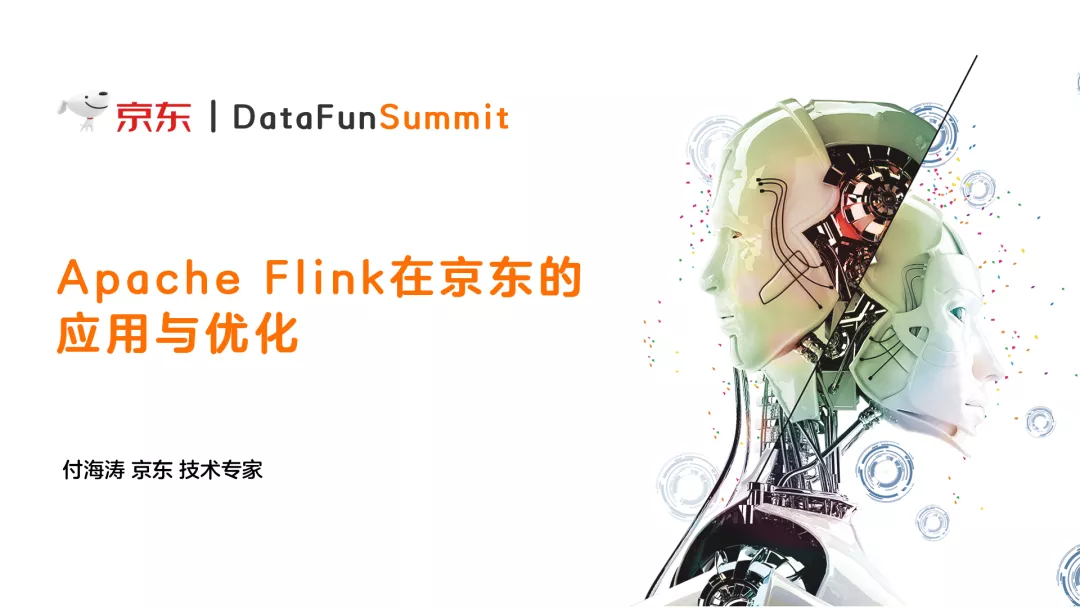 京东 | DataFunSummit
Apache Flink在京东的
应用与优化
付海涛 京东 技术专家